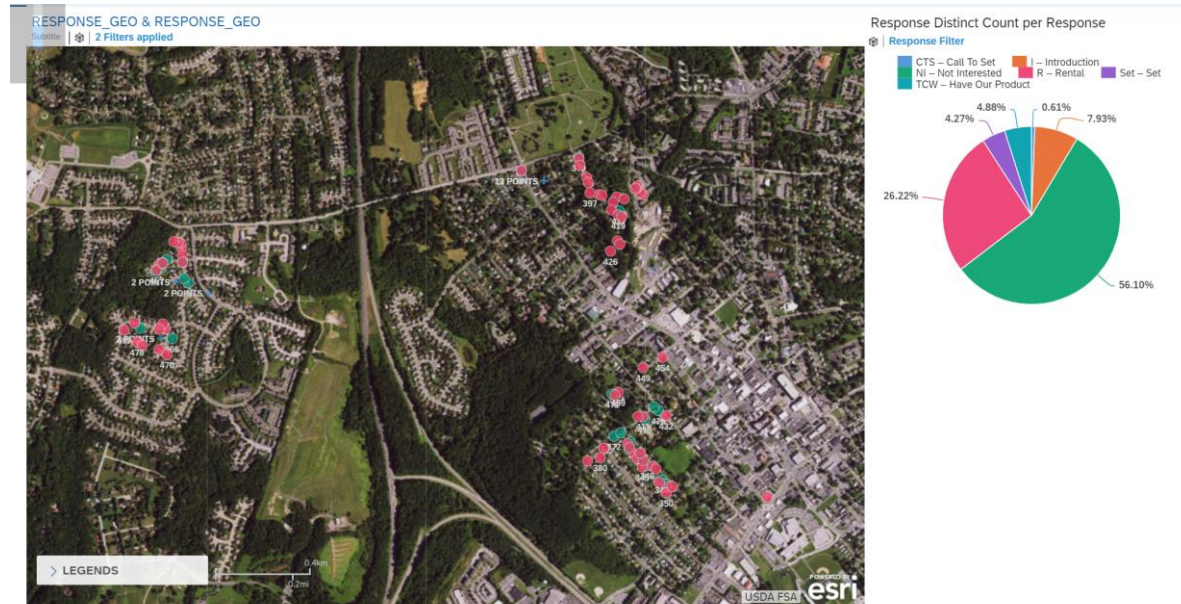 RESPONSE_GEO & RESPONSE_GEO
Subtitle | 2 Filters applied
Response Distinct Count per Response
Response Filter
CTS – Call To Set I – Introduction
NI – Not Interested R – Rental Set – Set
TCW – Have Our Product
4.88% 0.61%
4.27% 7.93%
26.22%
56.10%
12 POINTS
397
419
426
2 POINTS
2 POINTS
POINTS
478
470
454
449
432
380
350
> LEGENDS
0.4km
0.2mi
POWERED BY
esri
USDA FSA